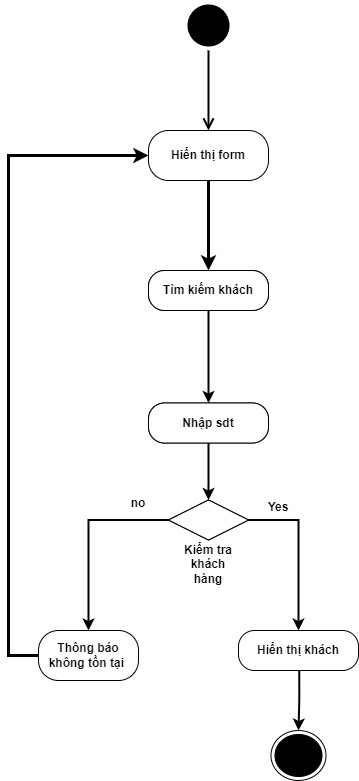 Hiển thị form
Tìm kiếm khách
Nhập sdt
no
Yes
Kiểm tra
khách
hàng
Thông báo
không tồn tại
Hiển thị khách